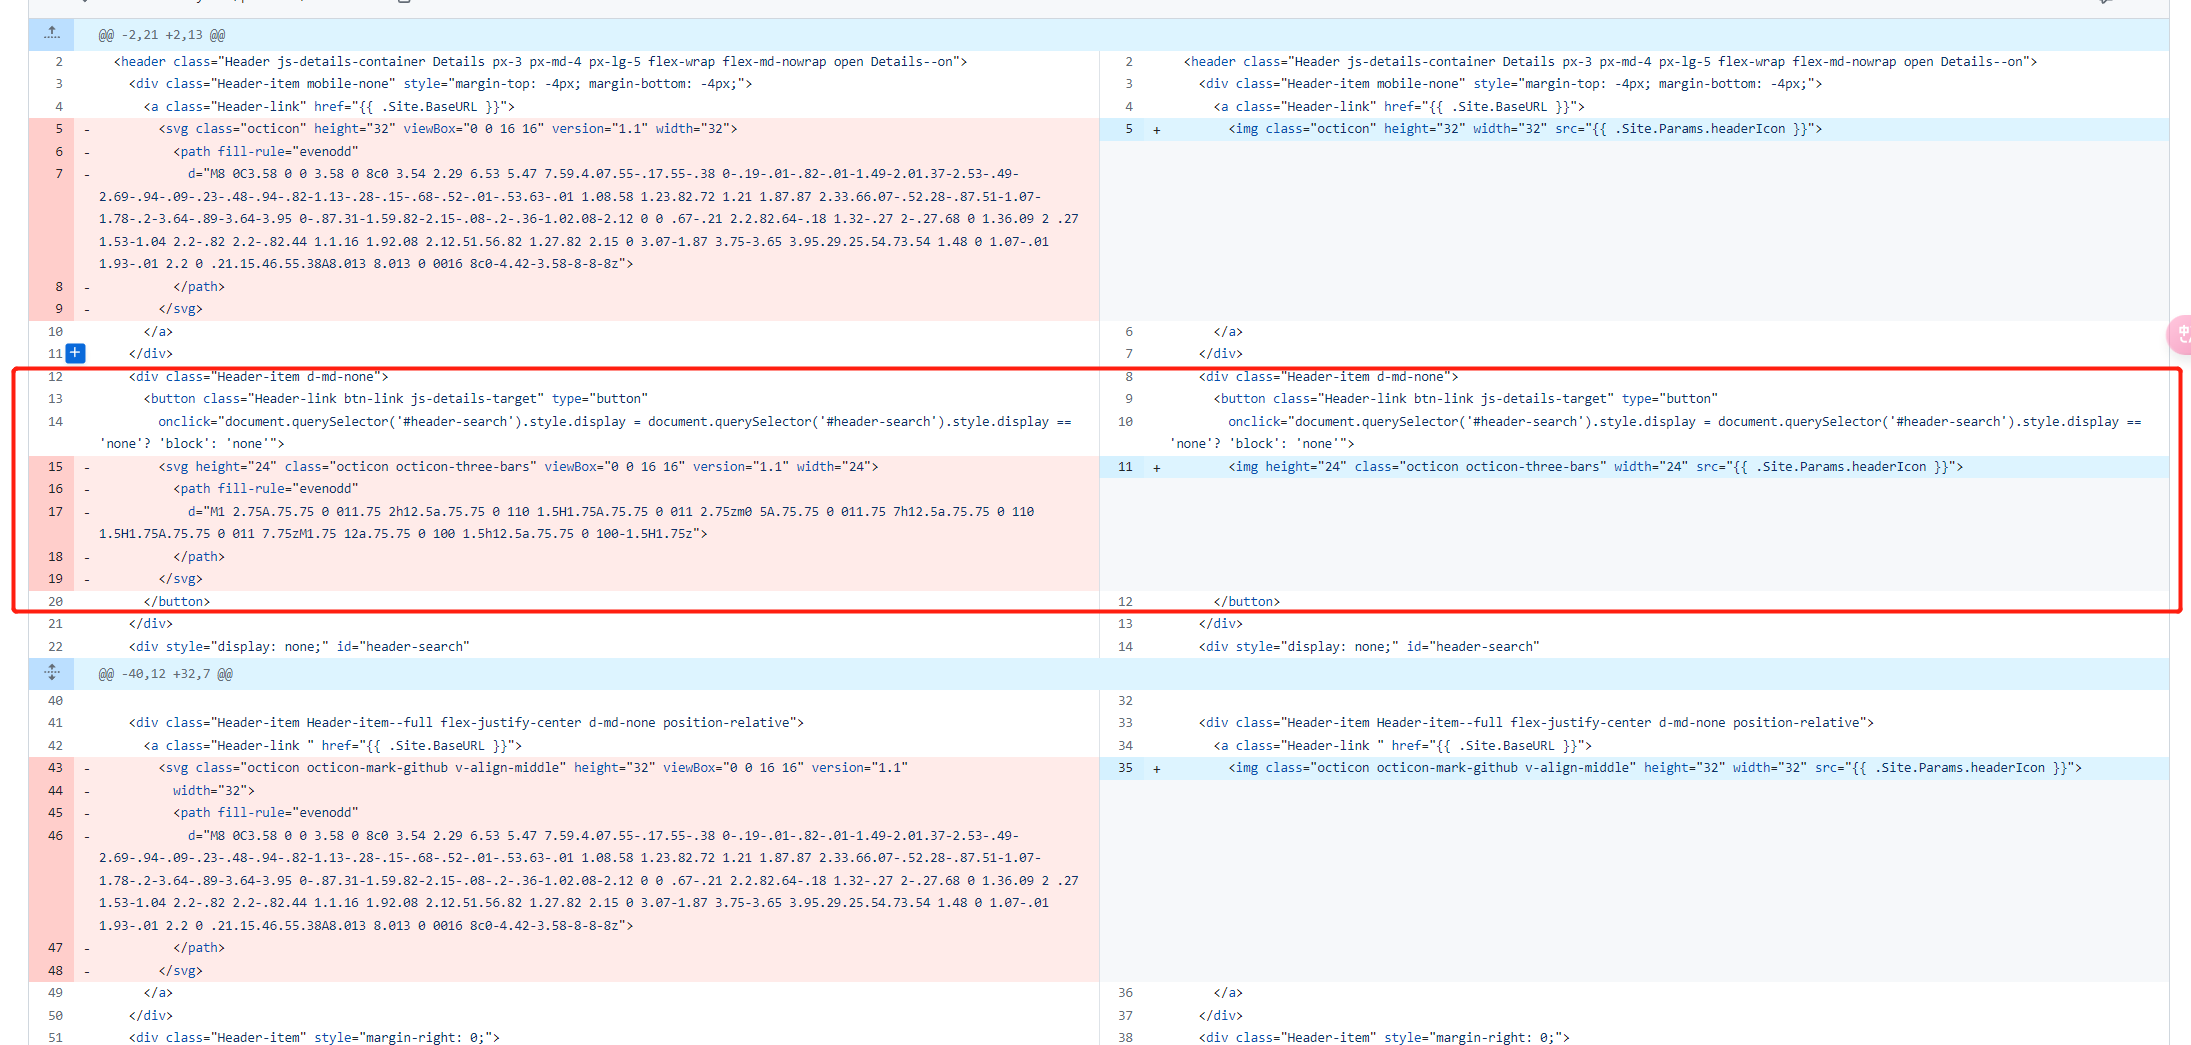 @@ -2,21 +2,13 @@
2 <header class="Header js-details-container Details px-3 px-md-4 px-lg-5 flex-wrap flex-md-nowrap open Details--on">
3 <div class="Header-item mobile-none" style="margin-top: -4px; margin-bottom: -4px;">
4 <a class="Header-link" href="{{ .Site.BaseURL }}">
5 - <svg class="octicon" height="32" viewBox="0 0 16 16" version="1.1" width="32">
6 - <path fill-rule="evenodd"
7 - d="M8 0C3.58 0 0 3.58 0 8c0 3.54 2.29 6.53 5.47 7.59.4.07.55-.17.55-.38 0-.19-.01-.82-.01-1.49-2.01.37-2.53-.49-
2.69-.94-.09-.23-.48-.94-.82-1.13-.28-.15-.68-.52-.01-.53.63-.01 1.08.58 1.23.82.72 1.21 1.87.87 2.33.66.07-.52.28-.87.51-1.07-
1.78-.2-3.64-.89-3.64-3.95 0-.87.31-1.59.82-2.15-.08-.2-.36-1.02.08-2.12 0 0 .67-.21 2.2.82.64-.18 1.32-.27 2-.27.68 0 1.36.09 2 .27
1.53-1.04 2.2-.82 2.2-.82.44 1.1.16 1.92.08 2.12.51.56.82 1.27.82 2.15 0 3.07-1.87 3.75-3.65 3.95.29.25.54.73.54 1.48 0 1.07-.01
1.93-.01 2.2 0 .21.15.46.55.38A8.013 8.013 0 0016 8c0-4.42-3.58-8-8-8z">
8 - </path>
9 - </svg>
10 </a>
11 + </div>
12 <div class="Header-item d-md-none">
13 <button class="Header-link btn-link js-details-target" type="button"
14 onclick="document.querySelector('#header-search').style.display = document.querySelector('#header-search').style.display ==
'none'? 'block': 'none'">
15 - <svg height="24" class="octicon octicon-three-bars" viewBox="0 0 16 16" version="1.1" width="24">
16 - <path fill-rule="evenodd"
17 - d="M1 2.75A.75.75 0 011.75 2h12.5a.75.75 0 110 1.5H1.75A.75.75 0 011 2.75zm0 5A.75.75 0 011.75 7h12.5a.75.75 0 110
1.5H1.75A.75.75 0 011 7.75zM1.75 12a.75.75 0 100 1.5h12.5a.75.75 0 100-1.5H1.75z">
18 - </path>
19 - </svg>
20 </button>
21 </div>
22 <div style="display: none;" id="header-search"
@@ -40,12 +32,7 @@
40
41 <div class="Header-item Header-item--full flex-justify-center d-md-none position-relative">
42 <a class="Header-link " href="{{ .Site.BaseURL }}">
43 - <svg class="octicon octicon-mark-github v-align-middle" height="32" viewBox="0 0 16 16" version="1.1"
44 - width="32">
45 - <path fill-rule="evenodd"
46 - d="M8 0C3.58 0 0 3.58 0 8c0 3.54 2.29 6.53 5.47 7.59.4.07.55-.17.55-.38 0-.19-.01-.82-.01-1.49-2.01.37-2.53-.49-
2.69-.94-.09-.23-.48-.94-.82-1.13-.28-.15-.68-.52-.01-.53.63-.01 1.08.58 1.23.82.72 1.21 1.87.87 2.33.66.07-.52.28-.87.51-1.07-
1.78-.2-3.64-.89-3.64-3.95 0-.87.31-1.59.82-2.15-.08-.2-.36-1.02.08-2.12 0 0 .67-.21 2.2.82.64-.18 1.32-.27 2-.27.68 0 1.36.09 2 .27
1.53-1.04 2.2-.82 2.2-.82.44 1.1.16 1.92.08 2.12.51.56.82 1.27.82 2.15 0 3.07-1.87 3.75-3.65 3.95.29.25.54.73.54 1.48 0 1.07-.01
1.93-.01 2.2 0 .21.15.46.55.38A8.013 8.013 0 0016 8c0-4.42-3.58-8-8-8z">
47 - </path>
48 - </svg>
49 </a>
50 </div>
51 <div class="Header-item" style="margin-right: 0;">
2 <header class="Header js-details-container Details px-3 px-md-4 px-lg-5 flex-wrap flex-md-nowrap open Details--on">
3 <div class="Header-item mobile-none" style="margin-top: -4px; margin-bottom: -4px;">
4 <a class="Header-link" href="{{ .Site.BaseURL }}">
5 + <img class="octicon" height="32" width="32" src="{{ .Site.Params.headerIcon }}">
6 </a>
7 </div>
8 <div class="Header-item d-md-none">
9 <button class="Header-link btn-link js-details-target" type="button"
10 onclick="document.querySelector('#header-search').style.display = document.querySelector('#header-search').style.display ==
'none'? 'block': 'none'">
11 + <img height="24" class="octicon octicon-three-bars" width="24" src="{{ .Site.Params.headerIcon }}">
12 </button>
13 </div>
14 <div style="display: none;" id="header-search"
32
33 <div class="Header-item Header-item--full flex-justify-center d-md-none position-relative">
34 <a class="Header-link " href="{{ .Site.BaseURL }}">
35 + <img class="octicon octicon-mark-github v-align-middle" height="32" width="32" src="{{ .Site.Params.headerIcon }}">
36 </a>
37 </div>
38 <div class="Header-item" style="margin-right: 0;">